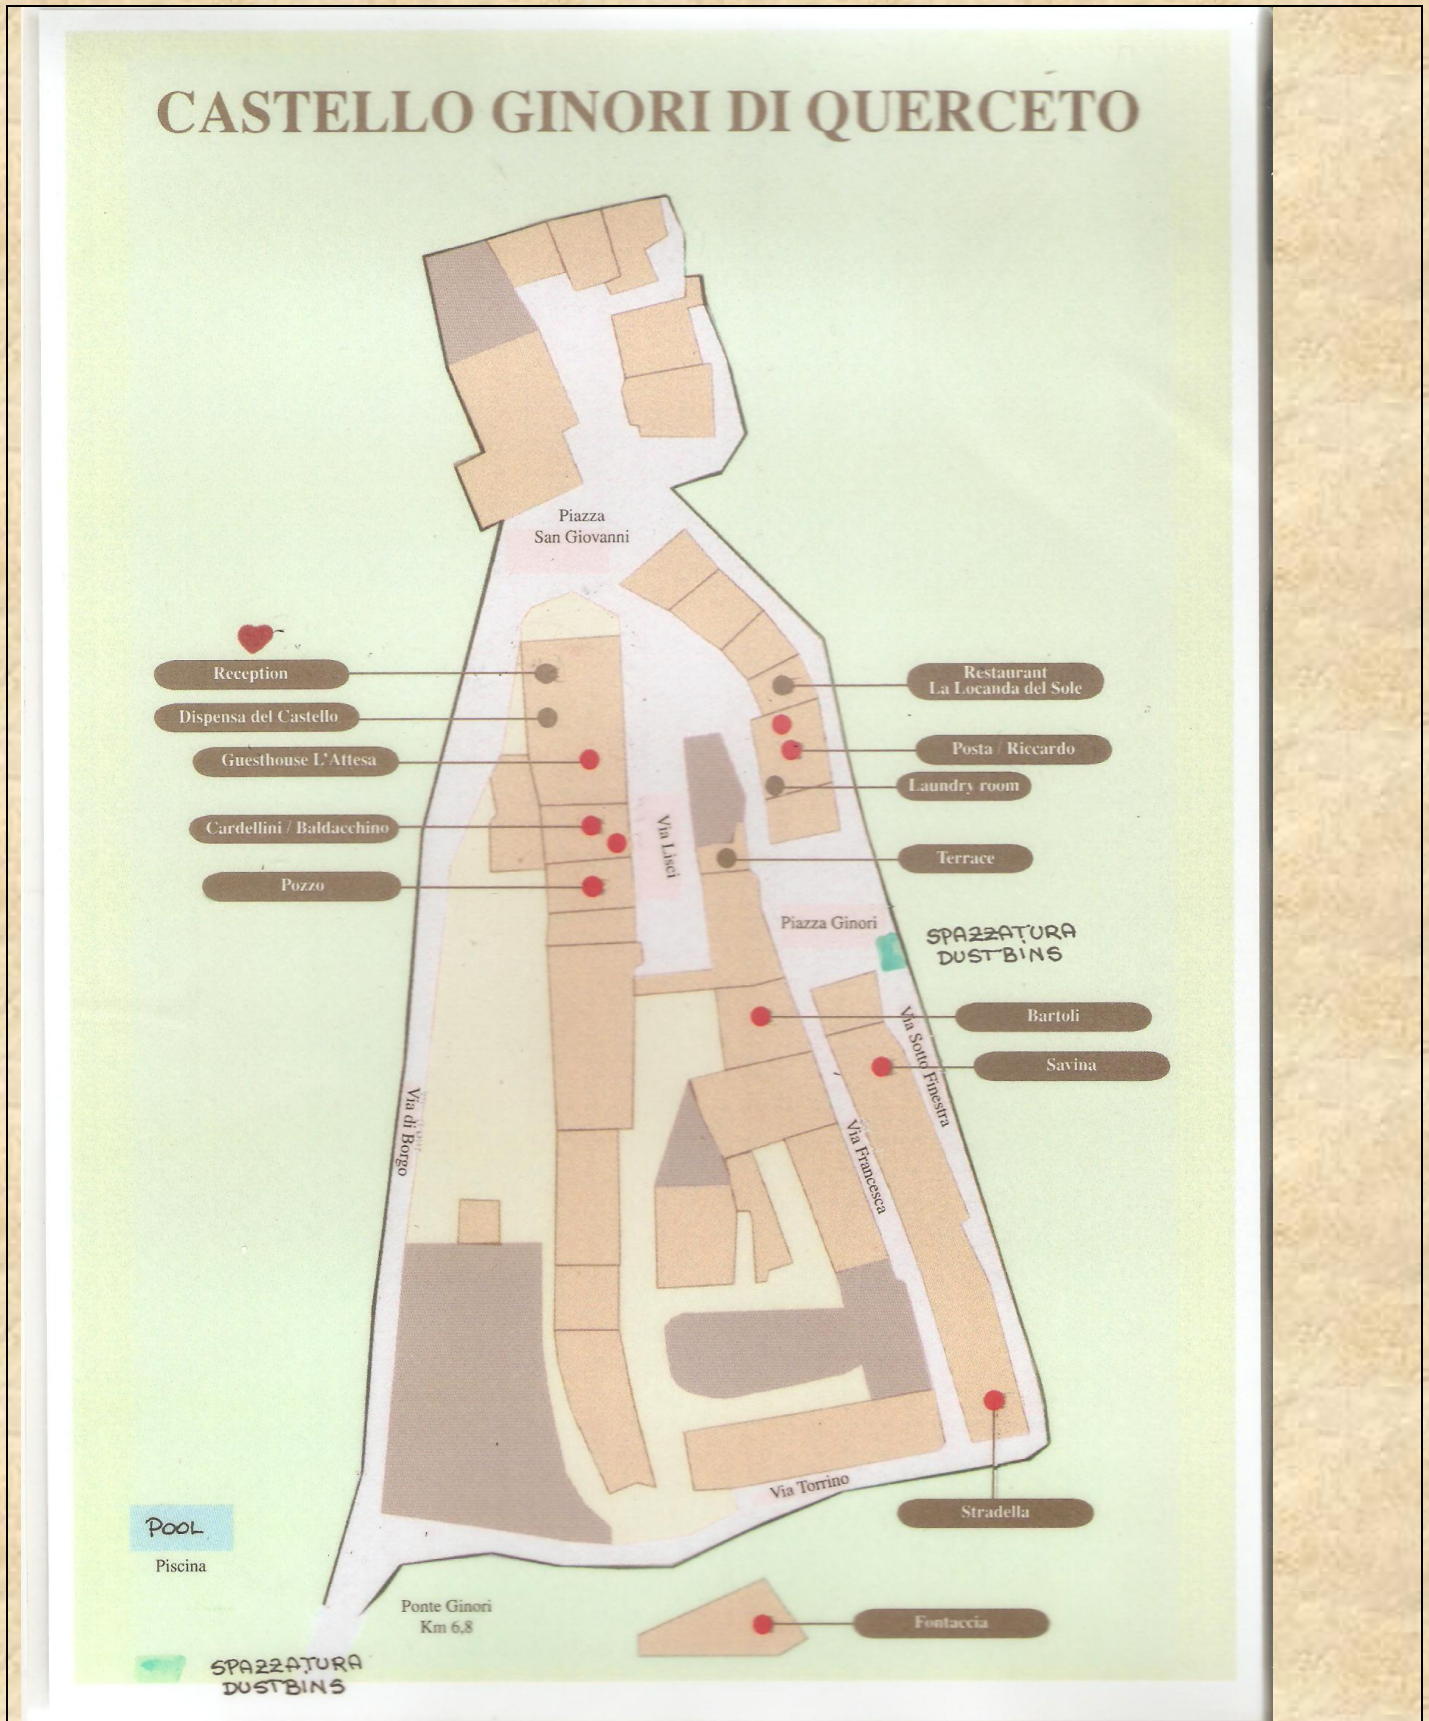 CASTELLO GINORI DI QUERCETO
Piazza
San Giovanni
Reception
Restaurant
La Locanda del Sole
Dispensa del Castello
Guesthouse L'Attesa
Posta / Riccardo
Laundry room
Cardellini / Baldacchino
Via Lisci
Terrace
Pozzo
Piazza Ginori
SPAZZATURA
DUSTBINS
Bartoli
Via Sotto Finestra
Savina
Via di Borgo
Via Francesca
Via Torrino
Stradella
POOL
Piscina
Ponte Ginori
Km 6,8
Fontaccia
SPAZZATURA
DUSTBINS